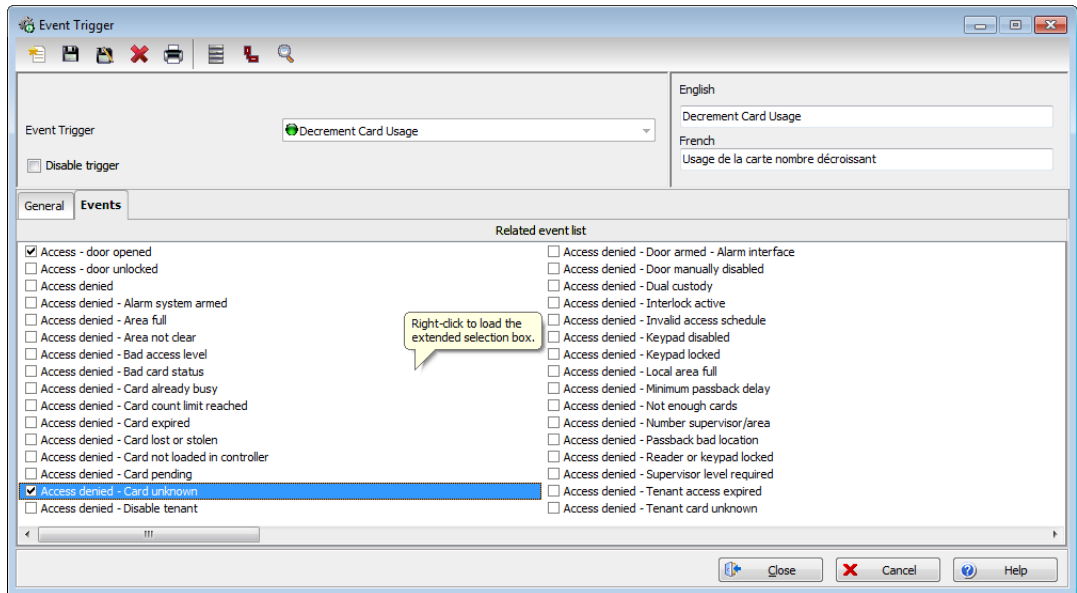 Event Trigger
English
Decrement Card Usage
Event Trigger
Decrement Card Usage
French
Usage de la carte nombre décroissant
Disable trigger
General
Events
Related event list
Access - door opened
Access - door unlocked
Access denied
Access denied - Alarm system armed
Access denied - Area full
Access denied - Area not clear
Access denied - Bad access level
Access denied - Bad card status
Access denied - Card already busy
Access denied - Card count limit reached
Access denied - Card expired
Access denied - Card lost or stolen
Access denied - Card not loaded in controller
Access denied - Card pending
Access denied - Card unknown
Access denied - Disable tenant
Right-click to load the
extended selection box.
Access denied - Door armed - Alarm interface
Access denied - Door manually disabled
Access denied - Dual custody
Access denied - Interlock active
Access denied - Invalid access schedule
Access denied - Keypad disabled
Access denied - Keypad locked
Access denied - Local area full
Access denied - Minimum passback delay
Access denied - Not enough cards
Access denied - Number supervisor/area
Access denied - Passback bad location
Access denied - Reader or keypad locked
Access denied - Supervisor level required
Access denied - Tenant access expired
Access denied - Tenant card unknown
Close
Cancel
Help